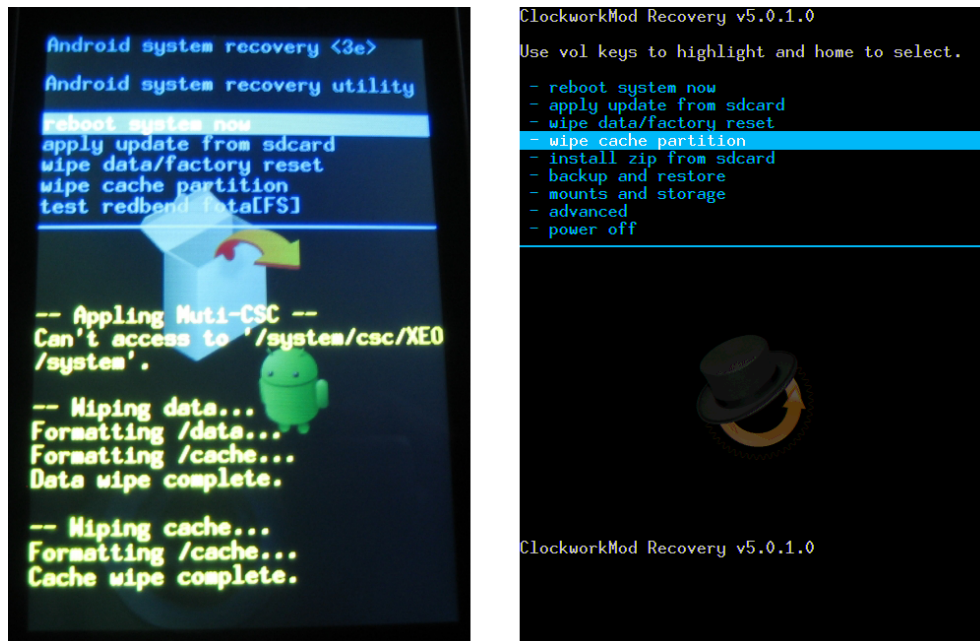 Android system recovery <3e>
Android system recovery utility
reboot system now
apply update from sdcard
wipe data/factory reset
wipe cache partition
test redbend fota[FS]
-- Appling Muti-CSC --
Can't access to '/system/csc/XEO
/system'.
-- Wiping data...
Formatting /data...
Formatting /cache...
Data wipe complete.
-- Wiping cache...
Formatting /cache...
Cache wipe complete.
ClockworkMod Recovery v5.0.1.0
Use vol keys to highlight and home to select.
- reboot system now
- apply update from sdcard
- wipe data/factory reset
- wipe cache partition
- install zip from sdcard
- backup and restore
- mounts and storage
- advanced
- power off
ClockworkMod Recovery v5.0.1.0